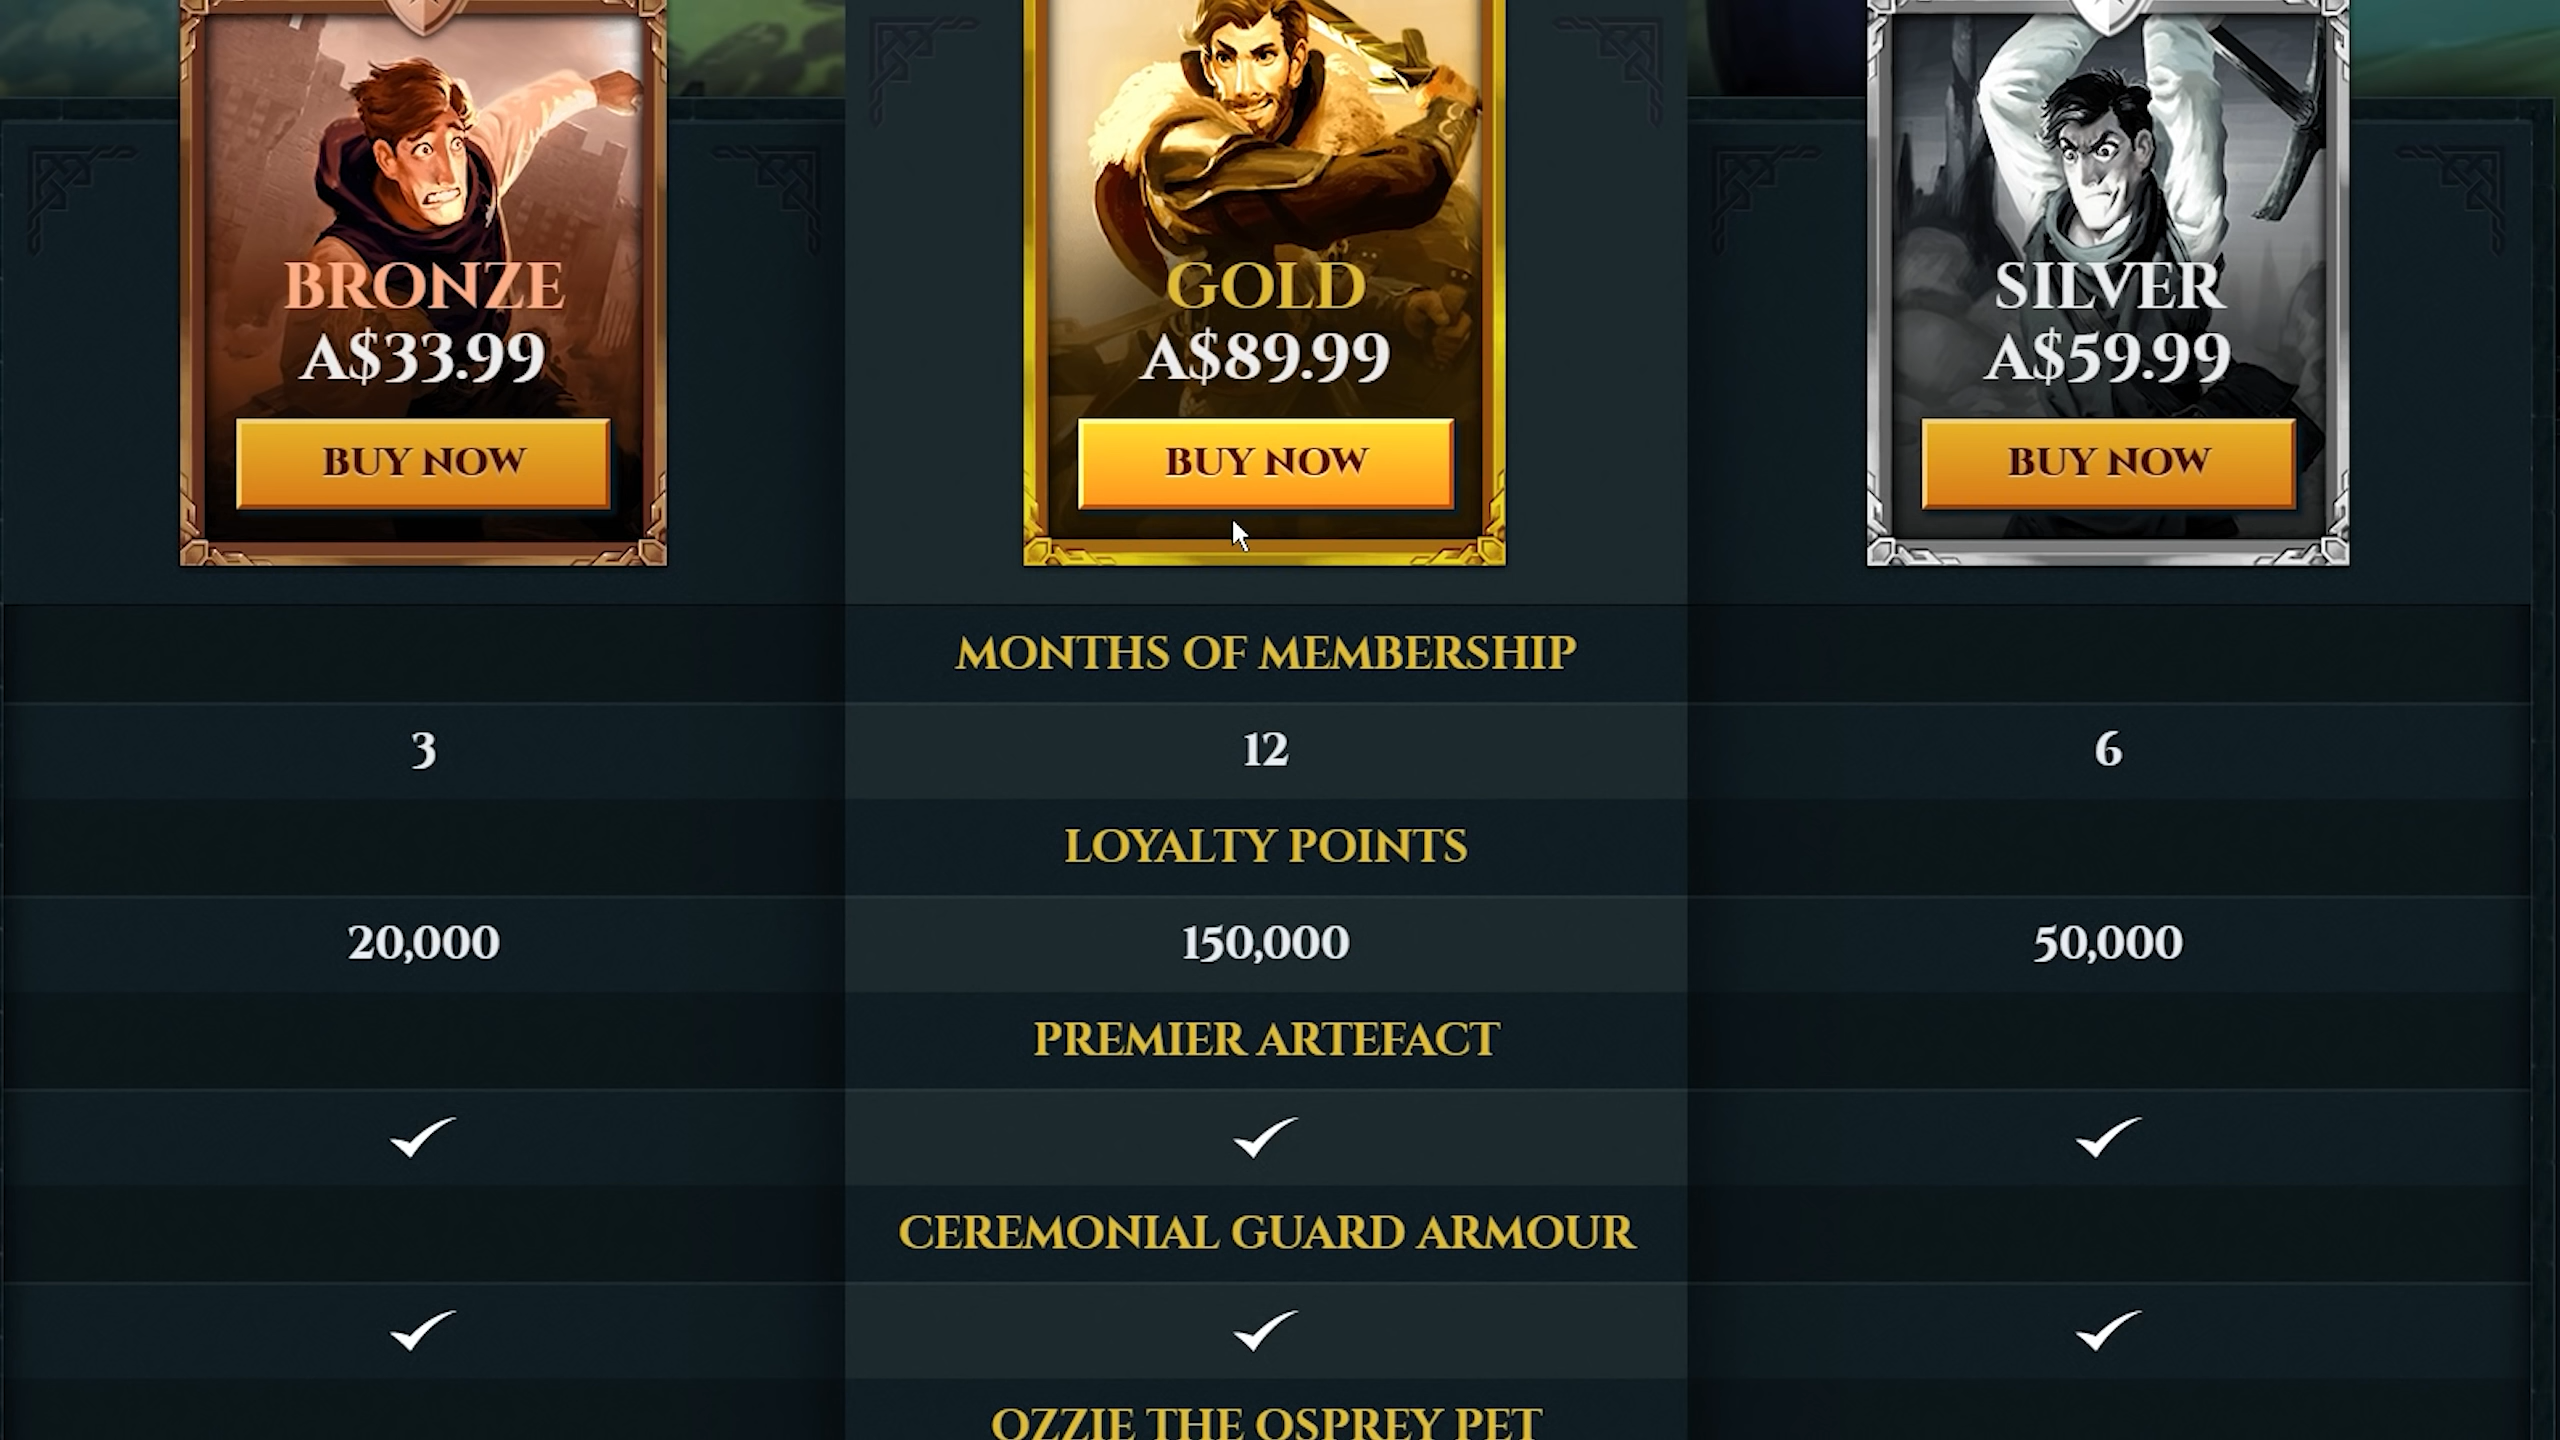 BRONZE
A$33.99
BUY NOW
GOLD
A$89.99
BUY NOW
SILVER
A$59.99
BUY NOW
MONTHS OF MEMBERSHIP
3
12
6
LOYALTY POINTS
20,000
150,000
50,000
PREMIER ARTEFACT
CEREMONIAL GUARD ARMOUR
OZZIE THE OSPREY PET